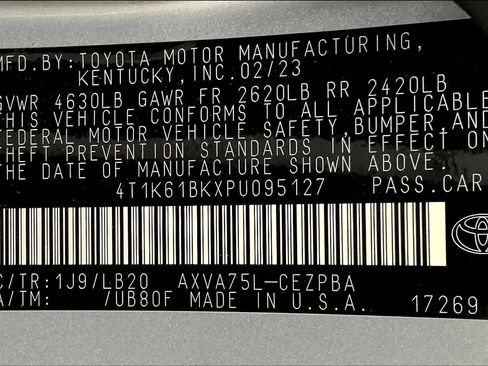 MFD.BY:TOYOTA MOTOR MANUFACTURING,
KENTUCKY,INC.02/23
GVWR 4630LB GAWR FR 2620LB RR 2420LB
THIS VEHICLE CONFORMS TO ALL APPLICABLE
FEDERAL MOTOR VEHICLE SAFETY,BUMPER,AND
THEFT PREVENTION STANDARDS IN EFFECT ON
THE DATE OF MANUFACTURE SHOWN ABOVE.
4T1K61BKXPU095127 PASS.CAR
C/TR:1J9/LB20 AXVA75L-CEZPBA
A/TM: /UB80F MADE IN U.S.A. 17269